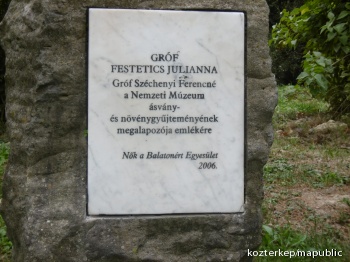 GRÓF
FESTETICS JULIANNA
Gróf Széchenyi Ferencné
a Nemzeti Múzeum
ásvány-
és növénygyűjteményének
megalapozója emlékére
Nők a Balatonért Egyesület
2006.
kozterkep/mapublic